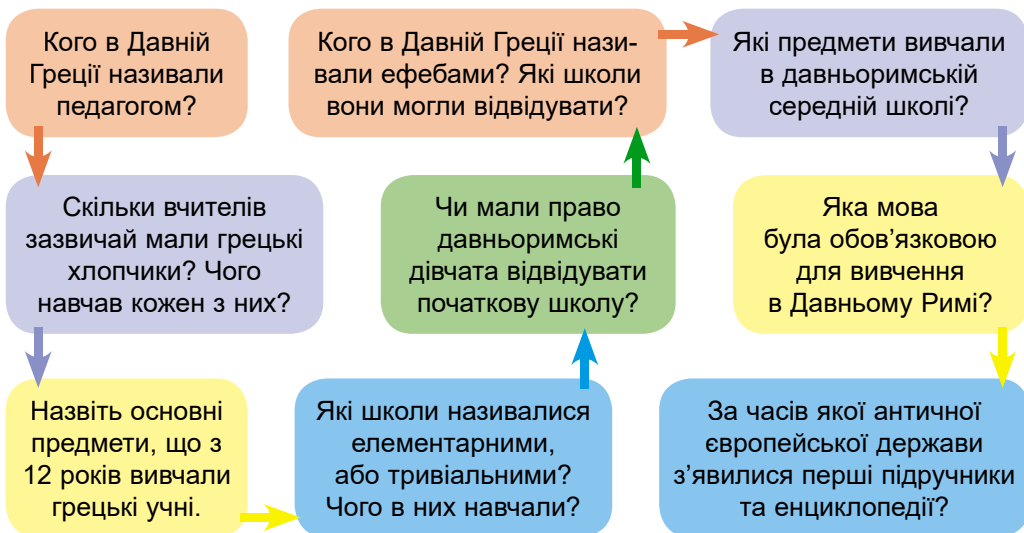 Кого в Давній
Греції називали
педагогом?
Скільки вчителів
зазвичай мали грецькі
хлопчики? Чого
навчав кожен з них?
Назвіть основні
предмети, що з
12 років вивчали
грецькі учні.
Які школи називалися
елементарними,
або тривіальними?
Чого в них навчали?
Чи мали право
давньоримські
дівчата відвідувати
початкову школу?
Кого в Давній Греції нази-
вали ефебами? Які школи
вони могли відвідувати?
Які предмети вивчали
в давньоримській
середній школі?
Яка мова
була обов’язковою
для вивчення
в Давньому Римі?
За часів якої античної
європейської держави
з’явилися перші підручники
та енциклопедії?